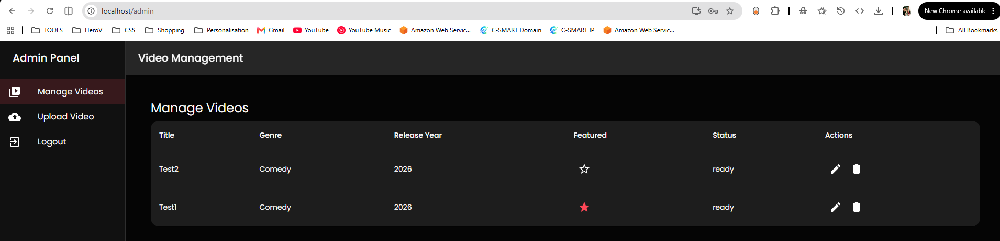 localhost/admin
New Chrome available
TOOLS HeroV CSS Shopping Personalisation Gmail YouTube YouTube Music Amazon Web Servic... C-SMART Domain C-SMART IP Amazon Web Servic... All Bookmarks
Admin Panel
Video Management
Manage Videos
Upload Video
Logout
Manage Videos
Title Genre Release Year Featured Status Actions
Test2 Comedy 2026 ready
Test1 Comedy 2026 ready